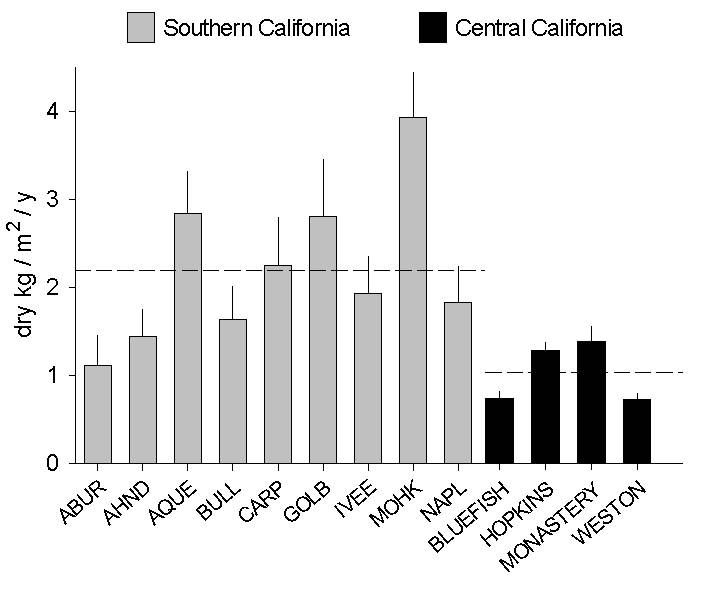 Southern California
Central California
dry kg / m² / y
4
3
2
1
0
ABUR
AHND
AQUE
BULL
CARP
GOLB
IVEE
MOHK
NAPL
BLUEFISH
HOPKINS
MONASTERY
WESTON